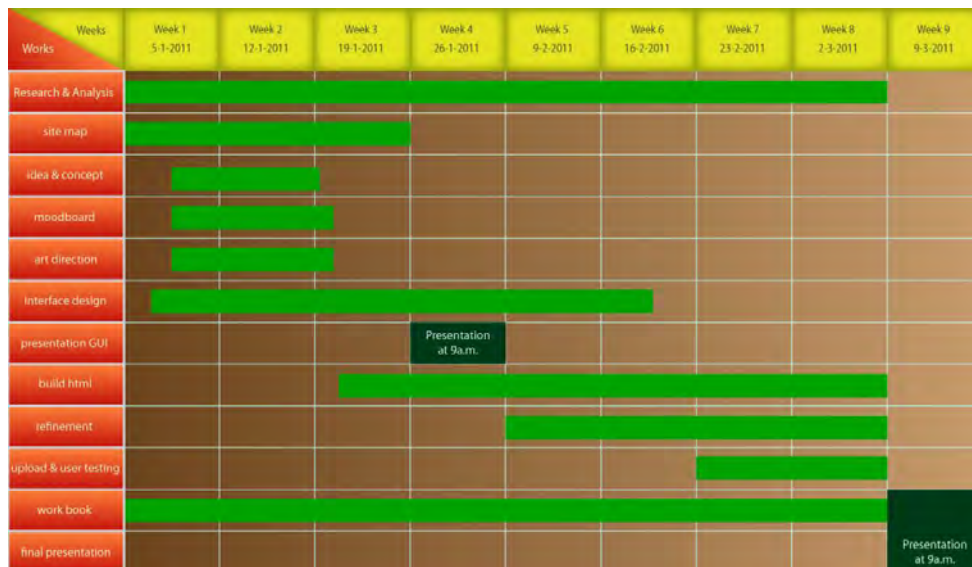 Weeks
Works
Week 1
5-1-2011
Week 2
12-1-2011
Week 3
19-1-2011
Week 4
26-1-2011
Week 5
9-2-2011
Week 6
16-2-2011
Week 7
23-2-2011
Week 8
2-3-2011
Week 9
9-3-2011
Research & Analysis
site map
idea & concept
moodboard
art direction
interface design
presentation GUI
Presentation
at 9a.m.
build html
refinement
upload & user testing
work book
final presentation
Presentation
at 9a.m.